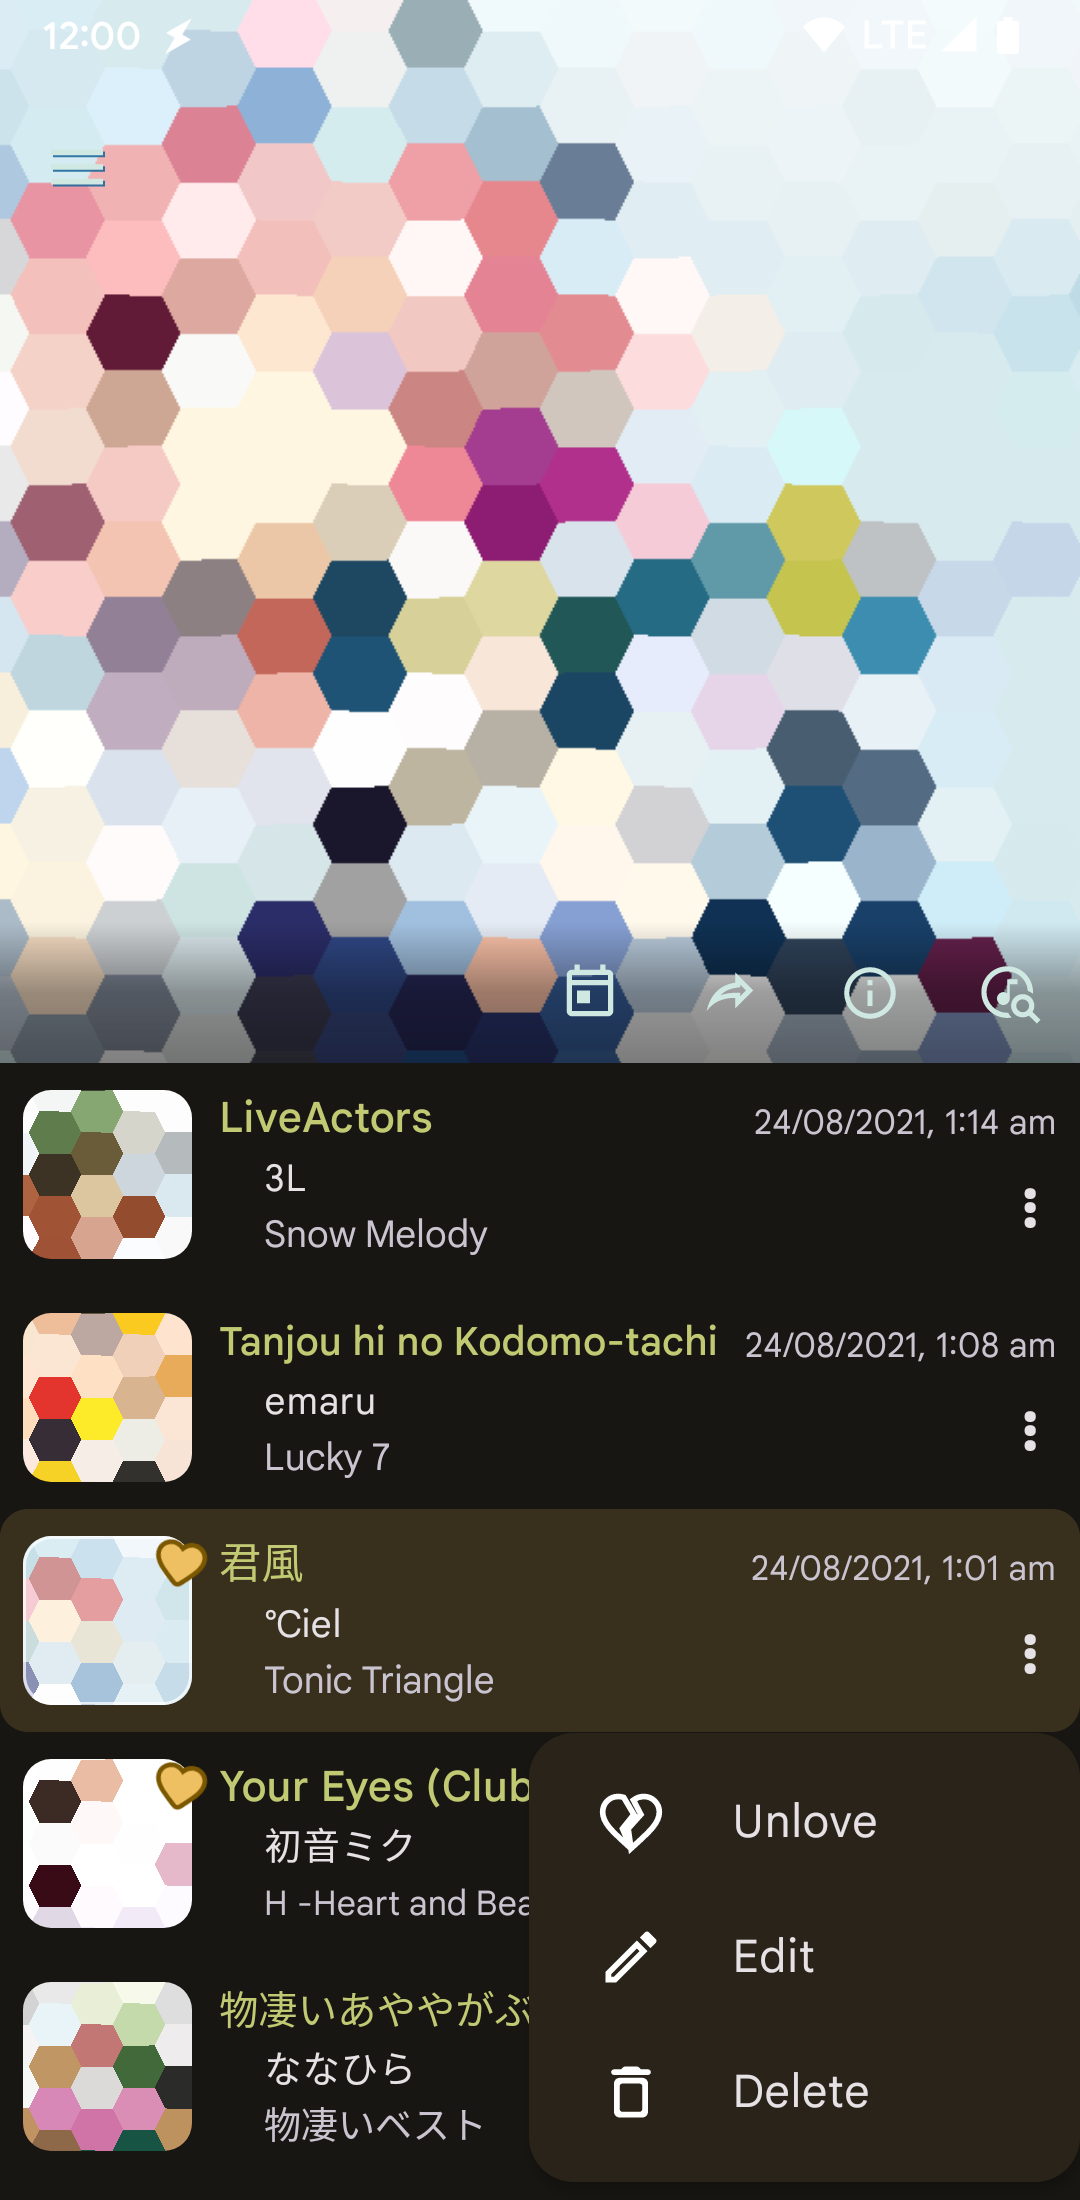 12:00
LTE
LiveActors
24/08/2021, 1:14 am
3L
Snow Melody
Tanjou hi no Kodomo-tachi
24/08/2021, 1:08 am
emaru
Lucky 7
君風
24/08/2021, 1:01 am
℃iel
Tonic Triangle
Your Eyes (Club
初音ミク
H -Heart and Bea
物凄いあややがぶ
ななひら
物凄いベスト
Unlove
Edit
Delete